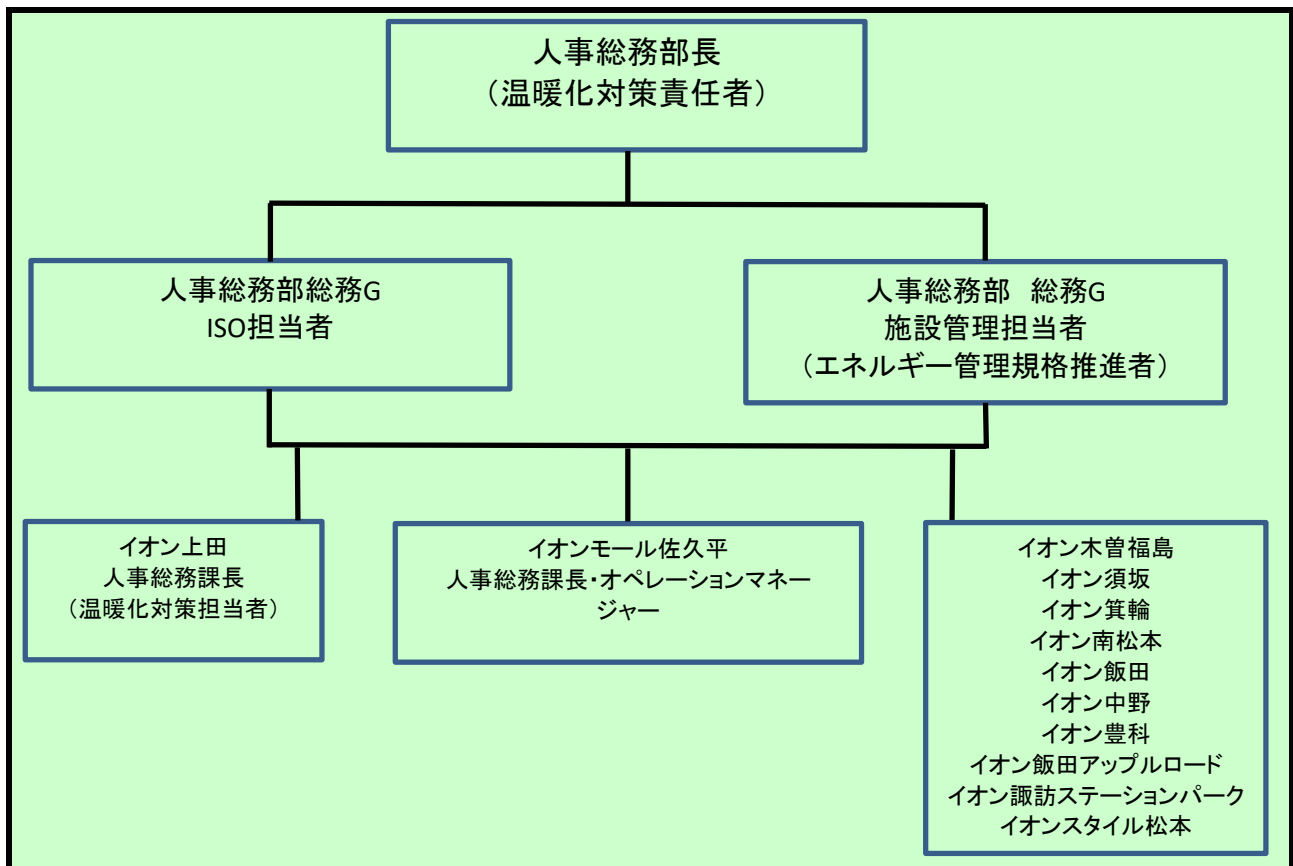 人事総務部長
（温暖化対策責任者）
人事総務部総務G
ISO担当者
人事総務部　総務G
施設管理担当者
（エネルギー管理規格推進者）
イオン上田
人事総務課長
（温暖化対策担当者）
イオンモール佐久平
人事総務課長・オペレーションマネー
ジャー
イオン木曽福島
イオン須坂
イオン箕輪
イオン南松本
イオン飯田
イオン中野
イオン豊科
イオン飯田アップルロード
イオン諏訪ステーションパーク
イオンスタイル松本